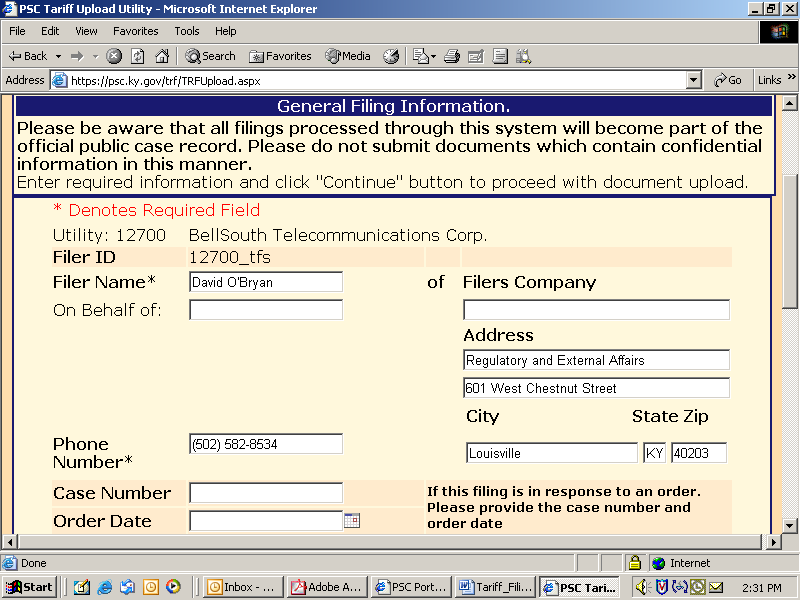 PSC Tariff Upload Utility - Microsoft Internet Explorer
File Edit View Favorites Tools Help
Back Search Favorites Media
Address https://psc.ky.gov/trf/TRFUpload.aspx Go Links »
General Filing Information.
Please be aware that all filings processed through this system will become part of the
official public case record. Please do not submit documents which contain confidential
information in this manner.
Enter required information and click "Continue" button to proceed with document upload.
* Denotes Required Field
Utility: 12700 BellSouth Telecommunications Corp.
Filer ID 12700_tfs
Filer Name* David O'Bryan of Filers Company
On Behalf of:
Address
Regulatory and External Affairs
601 West Chestnut Street
City State Zip
Phone
Number* (502) 582-8534 Louisville KY 40203
Case Number
Order Date
If this filing is in response to an order.
Please provide the case number and
order date
Done Internet
Start Inbox - ... Adobe A... PSC Port... Tariff_Fili... PSC Tari... 2:31 PM